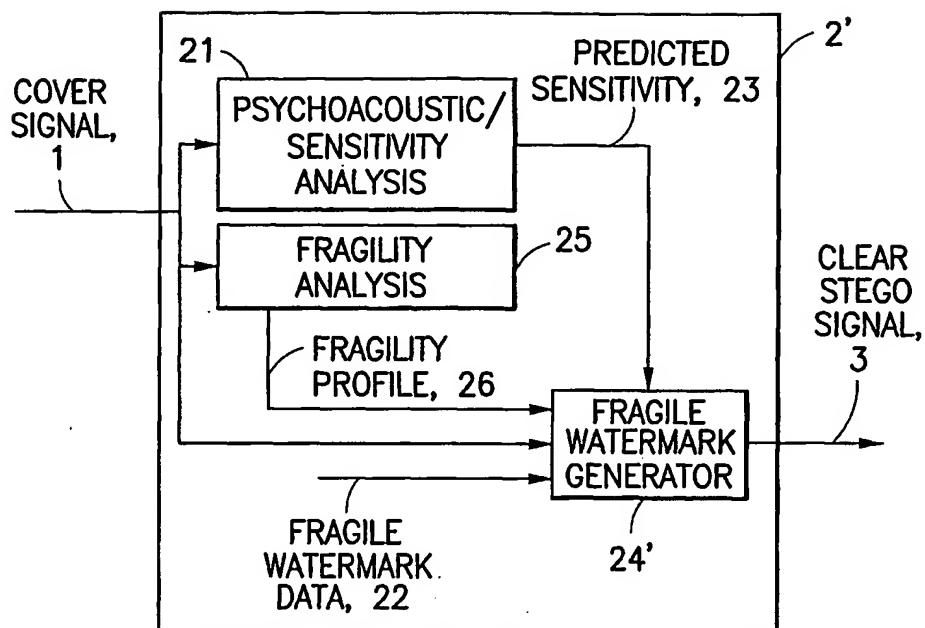 2'
21
PREDICTED
SENSITIVITY, 23
COVER
SIGNAL,
1
PSYCHOACOUSTIC/
SENSITIVITY
ANALYSIS
25
FRAGILITY
ANALYSIS
CLEAR
STEGO
SIGNAL,
3
FRAGILITY
PROFILE, 26
FRAGILE
WATERMARK
GENERATOR
24'
FRAGILE
WATERMARK
DATA, 22